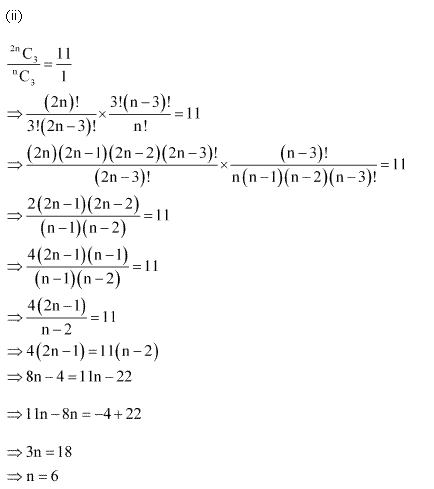 (ii)
²ⁿC₃ / ⁿC₃ = 11/1
⇒ (2n)! / 3!(2n−3)! × 3!(n−3)! / n! = 11
⇒ (2n)(2n−1)(2n−2)(2n−3)! / (2n−3)! × (n−3)! / n(n−1)(n−2)(n−3)! = 11
⇒ 2(2n−1)(2n−2) / (n−1)(n−2) = 11
⇒ 4(2n−1)(n−1) / (n−1)(n−2) = 11
⇒ 4(2n−1) / n−2 = 11
⇒ 4(2n−1) = 11(n−2)
⇒ 8n − 4 = 11n − 22
⇒ 11n − 8n = −4 + 22
⇒ 3n = 18
⇒ n = 6